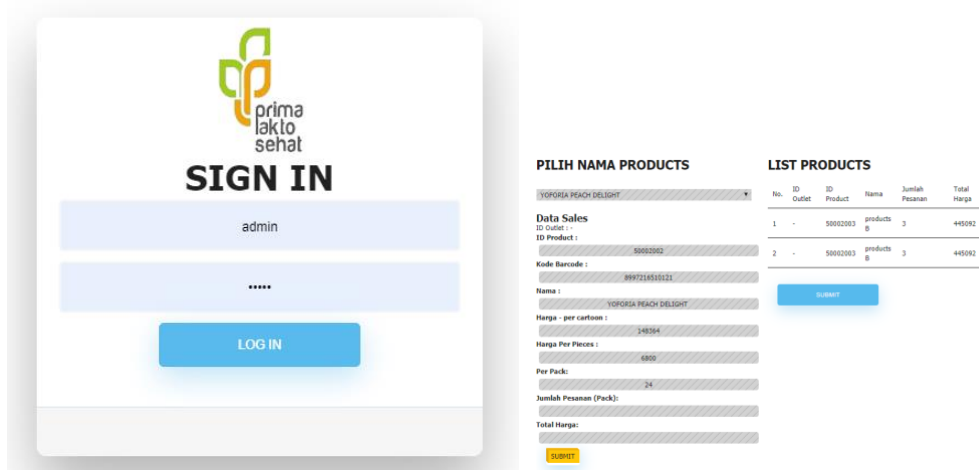 prima
lakto
sehat
SIGN IN
admin
•••••
LOG IN
PILIH NAMA PRODUCTS
YOFORIA PEACH DELIGHT
Data Sales
ID Outlet : -
ID Product :
50002002
Kode Barcode :
8997216510121
Nama :
YOFORIA PEACH DELIGHT
Harga - per cartoon :
148364
Harga Per Pieces :
6800
Per Pack:
24
Jumlah Pesanan (Pack):
Total Harga:
SUBMIT
LIST PRODUCTS
No. ID Outlet ID Product Nama Jumlah Pesanan Total Harga
1 - 50002003 products B 3 445092
2 - 50002003 products B 3 445092
SUBMIT